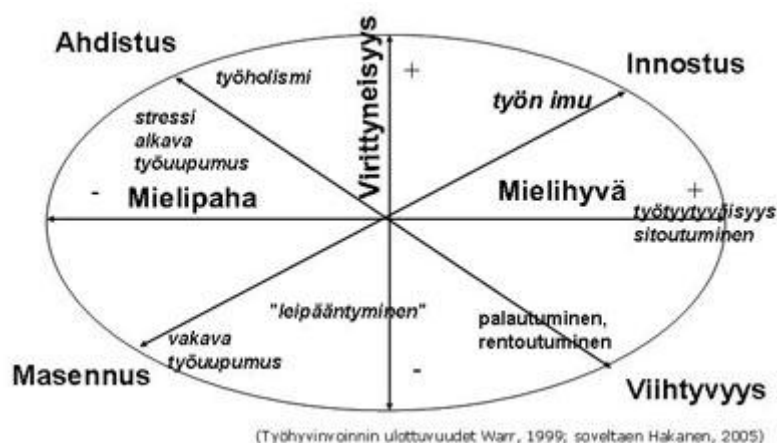 Ahdistus
työholismi
Virittyneisyys
+
Innostus
työn imu
stressi
alkava
työuupumus
-
Mielipaha
Mielihyvä
+
työtyytyväisyys
sitoutuminen
"leipääntyminen"
palautuminen,
rentoutuminen
vakava
työuupumus
-
Masennus
Viihtyvyys
(Työhyvinvoinnin ulottuvuudet Warr, 1999; soveltaen Hakanen, 2005)